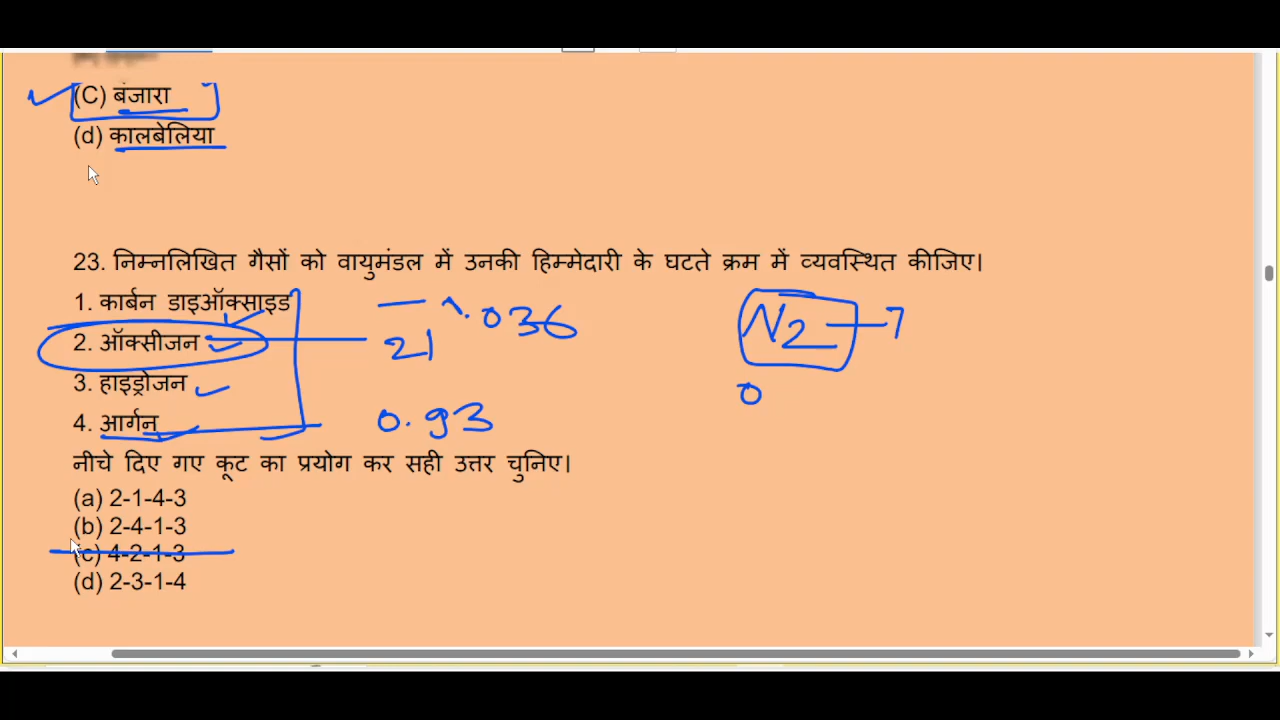 (C) बंजारा
(d) कालबेलिया
23. निम्नलिखित गैसों को वायुमंडल में उनकी हिम्मेदारी के घटते क्रम में व्यवस्थित कीजिए।
1. कार्बन डाइऑक्साइड
.036
2. ऑक्सीजन
21
N2 7
3. हाइड्रोजन
0
4. आर्गन
0.93
नीचे दिए गए कूट का प्रयोग कर सही उत्तर चुनिए।
(a) 2-1-4-3
(b) 2-4-1-3
(c) 4-2-1-3
(d) 2-3-1-4